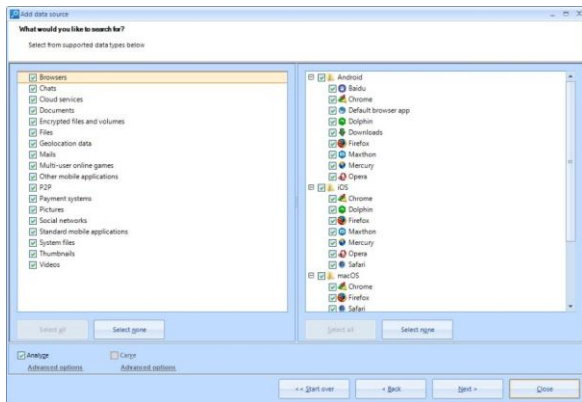 Add data source
What would you like to search for?
Select from supported data types below
Browsers
Chats
Cloud services
Documents
Encrypted files and volumes
Files
Geolocation data
Mails
Multi-user online games
Other mobile applications
P2P
Payment systems
Pictures
Social networks
Standard mobile applications
System files
Thumbnails
Videos
Select all
Select none
Android
Baidu
Chrome
Default browser app
Dolphin
Downloads
Firefox
Maxthon
Mercury
Opera
iOS
Chrome
Dolphin
Firefox
Maxthon
Mercury
Opera
Safari
macOS
Chrome
Firefox
Safari
Select all
Select none
Analyze
Carve
Advanced options
Advanced options
<< Start over
< Back
Next >
Close